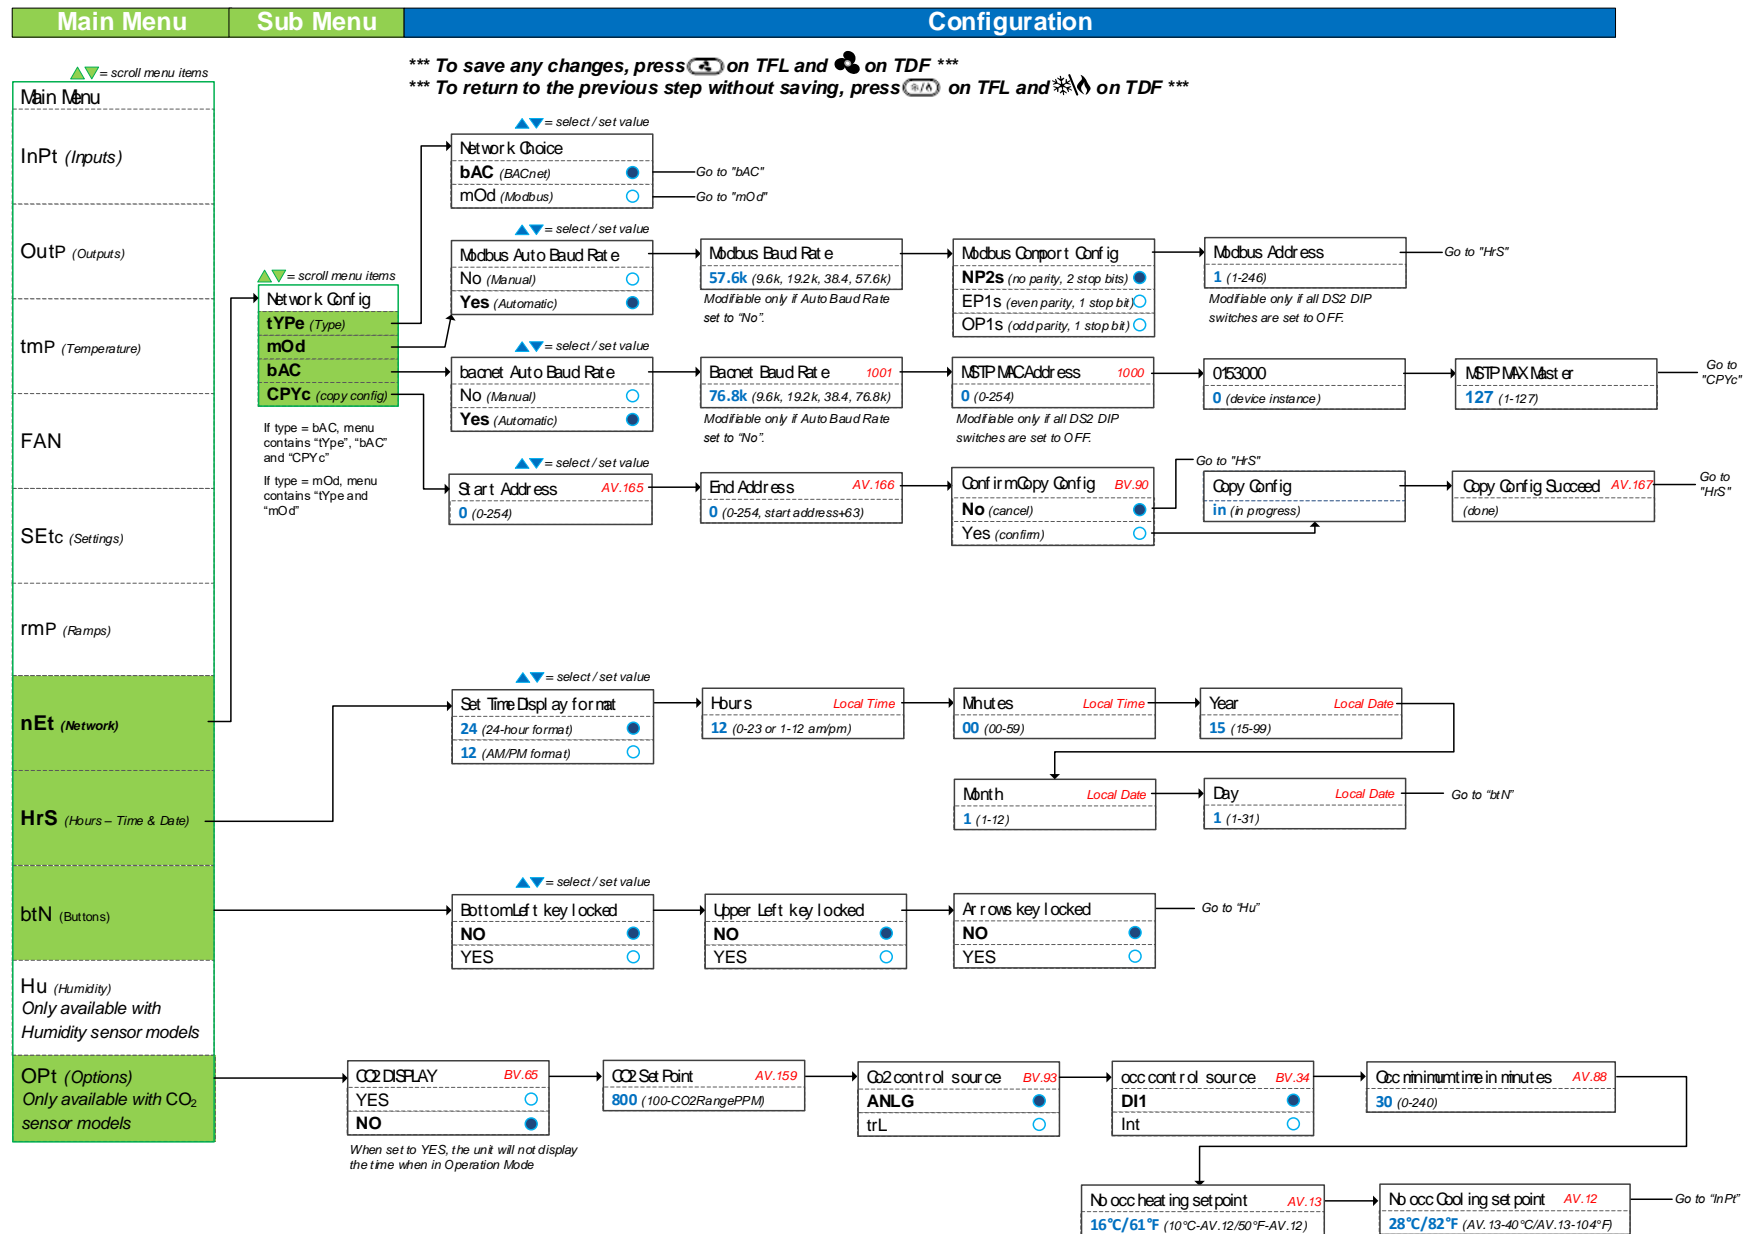 Main Menu
Sub Menu
Configuration
= scroll menu items
*** To save any changes, press on TFL and on TDF ***
*** To return to the previous step without saving, press on TFL and on TDF ***
Main Menu
InPt (Inputs)
OutP (Outputs)
tmP (Temperature)
FAN
SEtc (Settings)
rmP (Ramps)
nEt (Network)
HrS (Hours – Time & Date)
btN (Buttons)
Hu (Humidity)
Only available with
Humidity sensor models
OPt (Options)
Only available with CO₂
sensor models
= scroll menu items
Network Config
tYPe (Type)
mOd
bAC
CPYc (copy config)
If type = bAC, menu
contains “tYpe”, “bAC”
and “CPYc”
If type = mOd, menu
contains “tYpe and
“mOd”
= select / set value
Network Choice
bAC (BACnet)
Go to "bAC"
mOd (Modbus)
Go to "mOd"
= select / set value
Modbus Auto Baud Rate
No (Manual)
Yes (Automatic)
Modbus Baud Rate
57.6k (9.6k, 19.2k, 38.4, 57.6k)
Modifiable only if Auto Baud Rate
set to “No”.
Modbus Comport Config
NP2s (no parity, 2 stop bits)
EP1s (even parity, 1 stop bit)
OP1s (odd parity, 1 stop bit)
Modbus Address
1 (1-246)
Modifiable only if all DS2 DIP
switches are set to OFF.
Go to "HrS"
= select / set value
bacnet Auto Baud Rate
No (Manual)
Yes (Automatic)
Bacnet Baud Rate 1001
76.8k (9.6k, 19.2k, 38.4, 76.8k)
Modifiable only if Auto Baud Rate
set to “No”.
MSTP MAC Address 1000
0 (0-254)
Modifiable only if all DS2 DIP
switches are set to OFF.
0153000
0 (device instance)
MSTP MAX Master
127 (1-127)
Go to
"CPYc"
= select / set value
Start Address AV.165
0 (0-254)
End Address AV.166
0 (0-254, start address+63)
Confirm Copy Config BV.90
No (cancel)
Yes (confirm)
Go to "HrS"
Copy Config
in (in progress)
Copy Config Succeed AV.167
(done)
Go to
"HrS"
= select / set value
Set Time Display format
24 (24-hour format)
12 (AM/PM format)
Hours Local Time
12 (0-23 or 1-12 am/pm)
Minutes Local Time
00 (00-59)
Year Local Date
15 (15-99)
Month Local Date
1 (1-12)
Day Local Date
1 (1-31)
Go to “btN”
= select / set value
Bottom Left key locked
NO
YES
Upper Left key locked
NO
YES
Arrows key locked
NO
YES
Go to “Hu”
CO2 DISPLAY BV.65
YES
NO
When set to YES, the unit will not display
the time when in Operation Mode
CO2 Set Point AV.159
800 (100-CO2RangePPM)
Co2 control source BV.93
ANLG
trL
occ control source BV.34
DI1
Int
Occ minimum time in minutes AV.88
30 (0-240)
No occ heating setpoint AV.13
16°C/61°F (10°C-AV.12/50°F-AV.12)
No occ Cooling set point AV.12
28°C/82°F (AV.13-40°C/AV.13-104°F)
Go to “InPt”